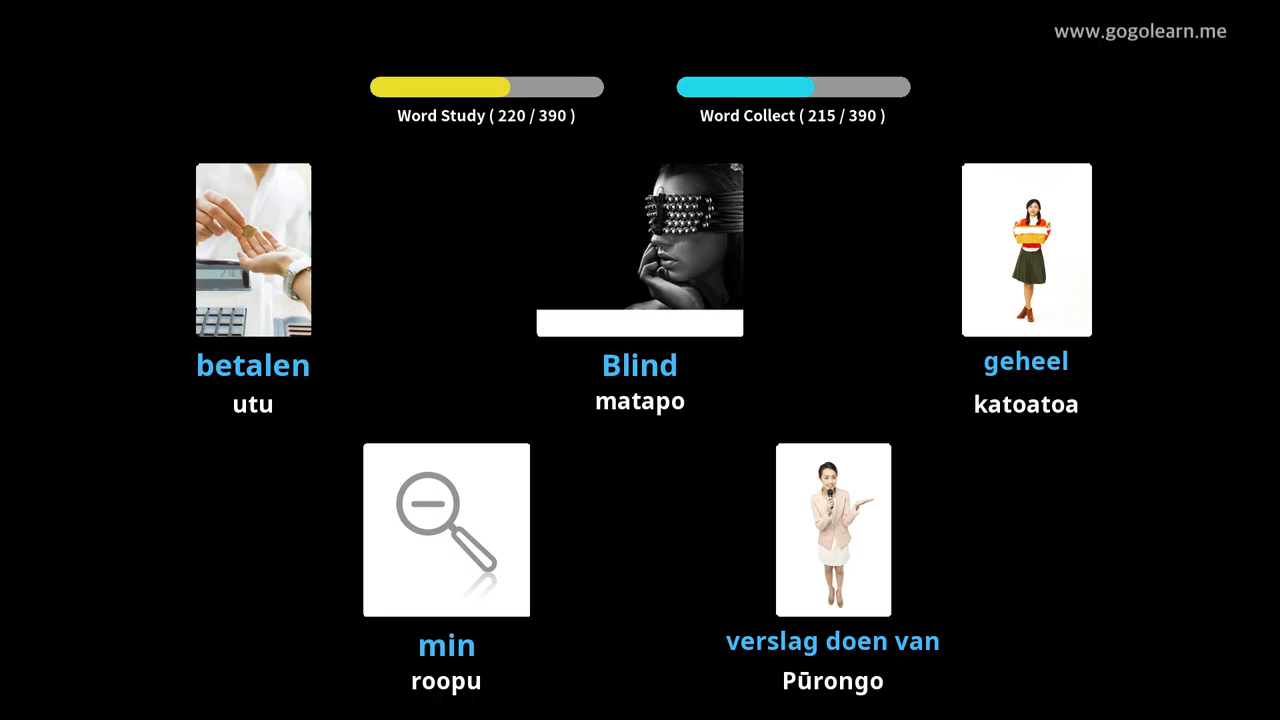 www.gogolearn.me
Word Study ( 220 / 390 )
Word Collect ( 215 / 390 )
betalen
utu
Blind
matapo
geheel
katoatoa
min
roopu
verslag doen van
Pūrongo